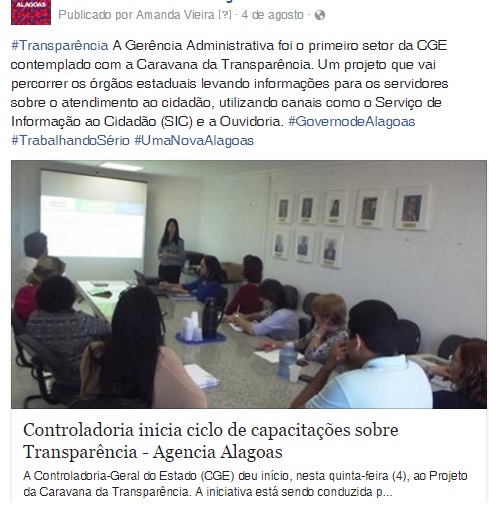 ALAGOAS
Publicado por Amanda Vieira [?] · 4 de agosto ·
#Transparência A Gerência Administrativa foi o primeiro setor da CGE
contemplado com a Caravana da Transparência. Um projeto que vai
percorrer os órgãos estaduais levando informações para os servidores
sobre o atendimento ao cidadão, utilizando canais como o Serviço de
Informação ao Cidadão (SIC) e a Ouvidoria. #GovernodeAlagoas
#TrabalhandoSério #UmaNovaAlagoas
Controladoria inicia ciclo de capacitações sobre
Transparência - Agencia Alagoas
A Controladoria-Geral do Estado (CGE) deu início, nesta quinta-feira (4), ao Projeto
da Caravana da Transparência. A iniciativa está sendo conduzida p...